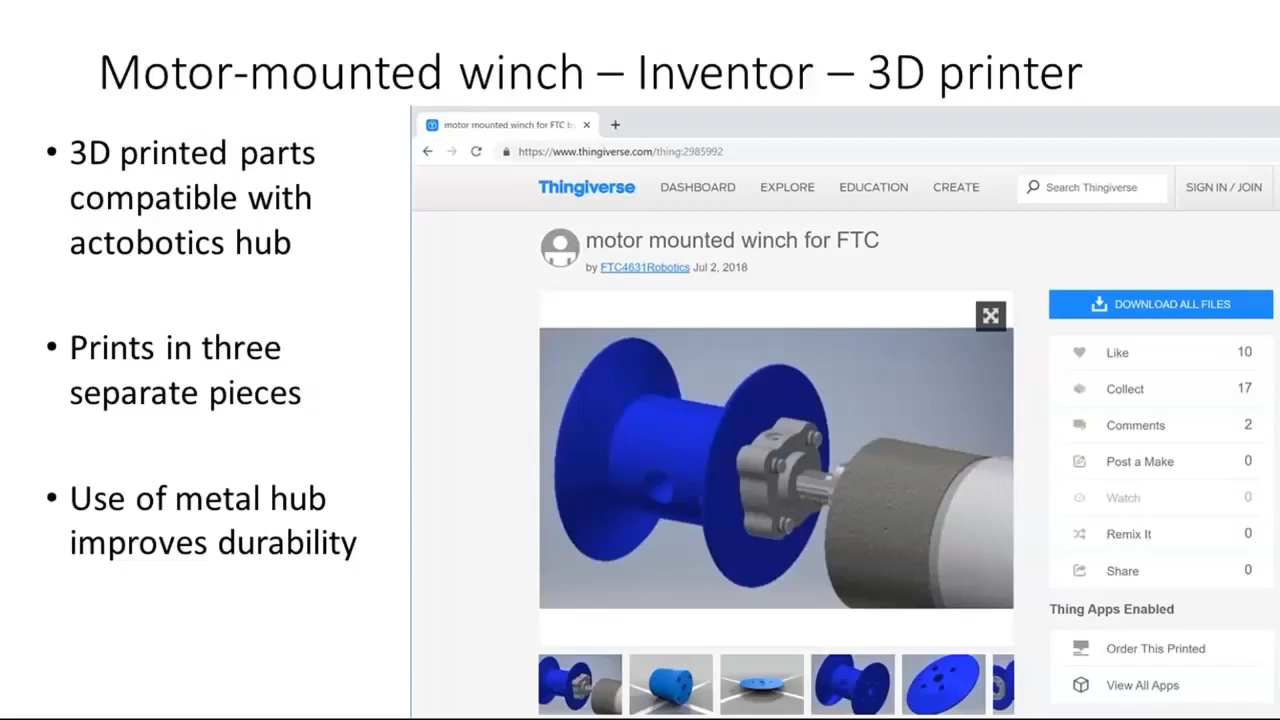 Motor-mounted winch – Inventor – 3D printer
• 3D printed parts
compatible with
actobotics hub
• Prints in three
separate pieces
• Use of metal hub
improves durability
motor mounted winch for FTC by
https://www.thingiverse.com/thing:2985992
Thingiverse DASHBOARD EXPLORE EDUCATION CREATE Search Thingiverse SIGN IN / JOIN
motor mounted winch for FTC
by FTC4631Robotics Jul 2, 2018
DOWNLOAD ALL FILES
Like 10
Collect 17
Comments 2
Post a Make 0
Watch 0
Remix It 0
Share 0
Thing Apps Enabled
Order This Printed
View All Apps